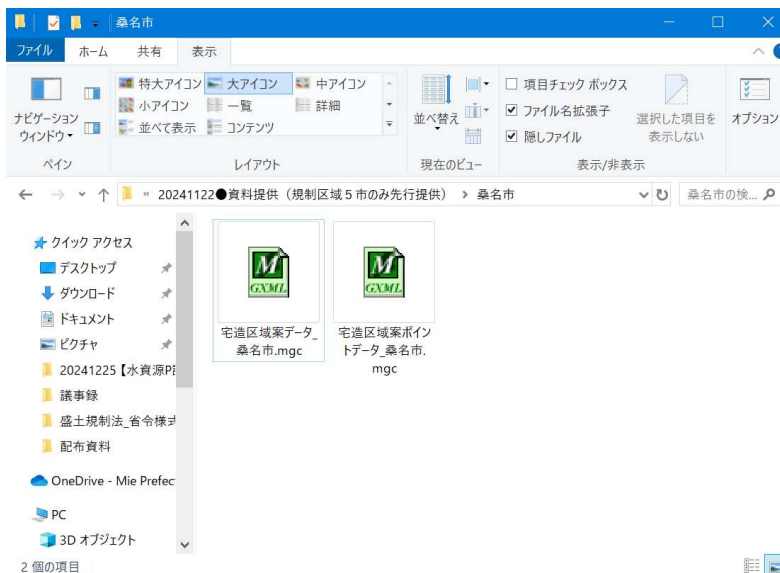 桑名市
ファイル ホーム 共有 表示
特大アイコン 大アイコン 中アイコン
小アイコン 一覧 詳細
並べて表示 コンテンツ
ナビゲーション
ウィンドウ
並べ替え
項目チェック ボックス
ファイル名拡張子
隠しファイル
選択した項目を
表示しない
オプション
ペイン レイアウト 現在のビュー 表示/非表示
« 20241122●資料提供（規制区域５市のみ先行提供） › 桑名市
桑名市の検...
クイック アクセス
デスクトップ
ダウンロード
ドキュメント
ピクチャ
20241225【水資源P
議事録
盛土規制法_省令様式
配布資料
OneDrive - Mie Prefec
PC
3D オブジェクト
M
GXML
宅造区域案データ_
桑名市.mgc
M
GXML
宅造区域案ポイン
トデータ_桑名市.
mgc
2 個の項目